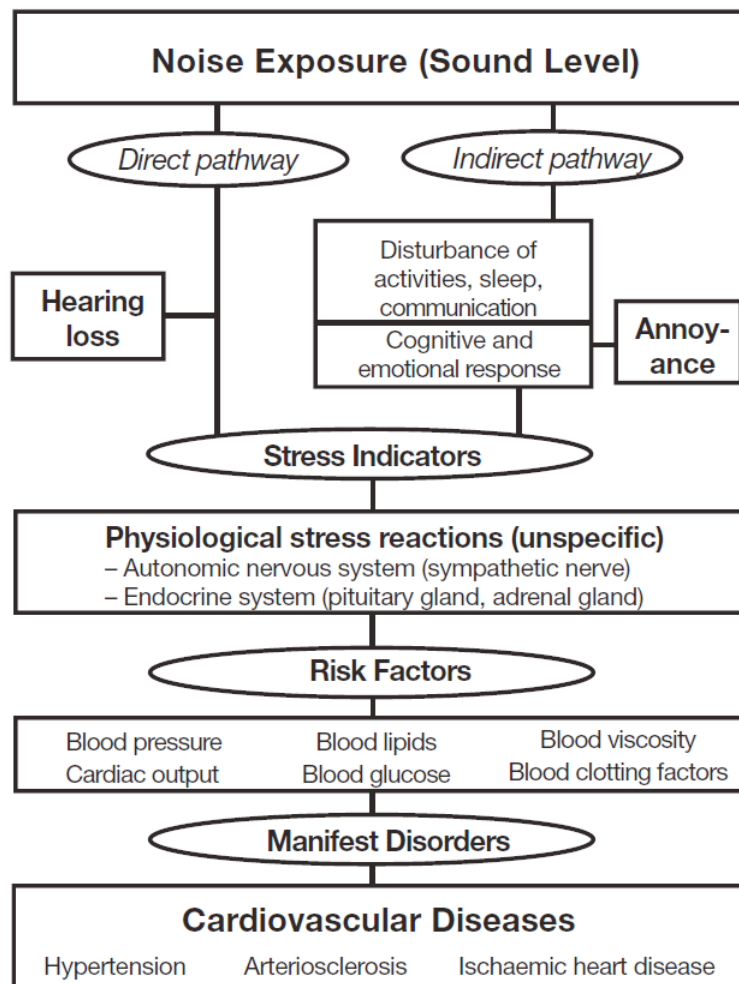 Noise Exposure (Sound Level)
Direct pathway
Indirect pathway
Disturbance of
activities, sleep,
communication
Hearing
loss
Cognitive and
emotional response
Annoy-
ance
Stress Indicators
Physiological stress reactions (unspecific)
– Autonomic nervous system (sympathetic nerve)
– Endocrine system (pituitary gland, adrenal gland)
Risk Factors
Blood pressure Blood lipids Blood viscosity
Cardiac output Blood glucose Blood clotting factors
Manifest Disorders
Cardiovascular Diseases
Hypertension Arteriosclerosis Ischaemic heart disease